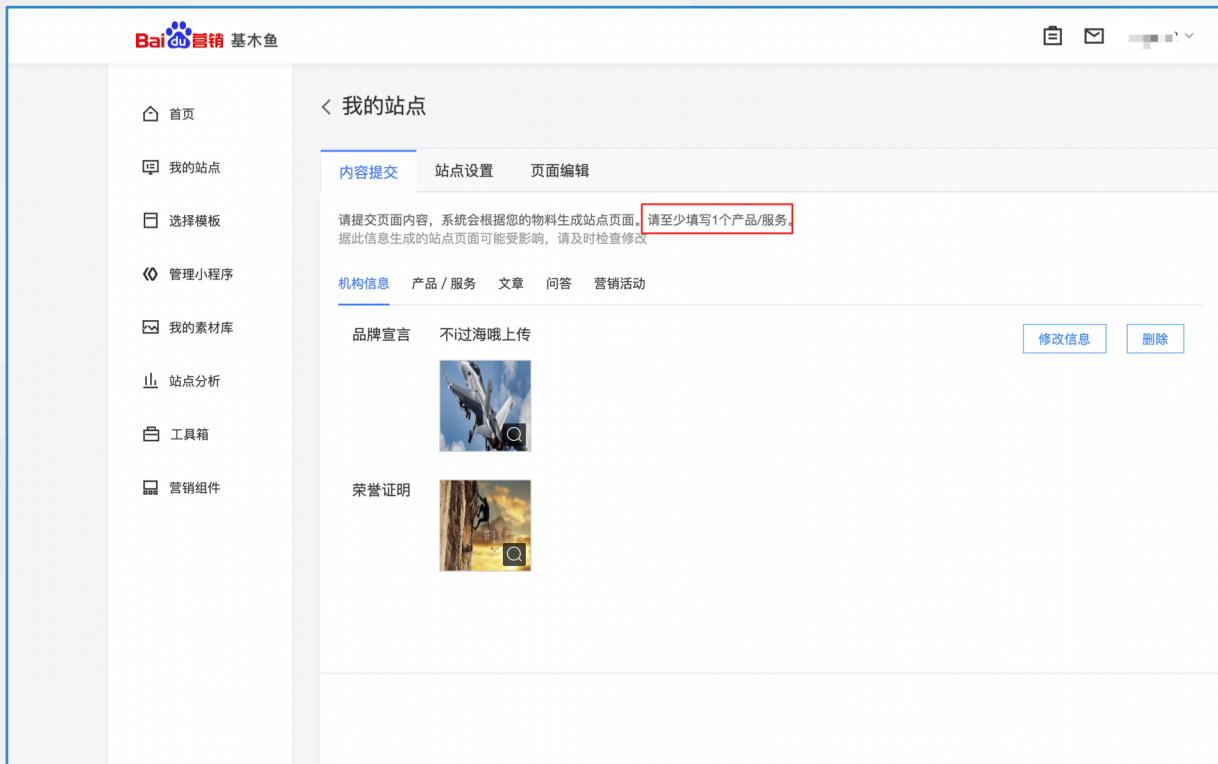 Bai du 营销 基木鱼
首页
我的站点
选择模板
管理小程序
我的素材库
站点分析
工具箱
营销组件
我的站点
内容提交 站点设置 页面编辑
请提交页面内容，系统会根据您的物料生成站点页面。请至少填写1个产品/服务。
据此信息生成的站点页面可能受影响，请及时检查修改
机构信息 产品 / 服务 文章 问答 营销活动
品牌宣言 不i过海哦上传
修改信息 删除
荣誉证明